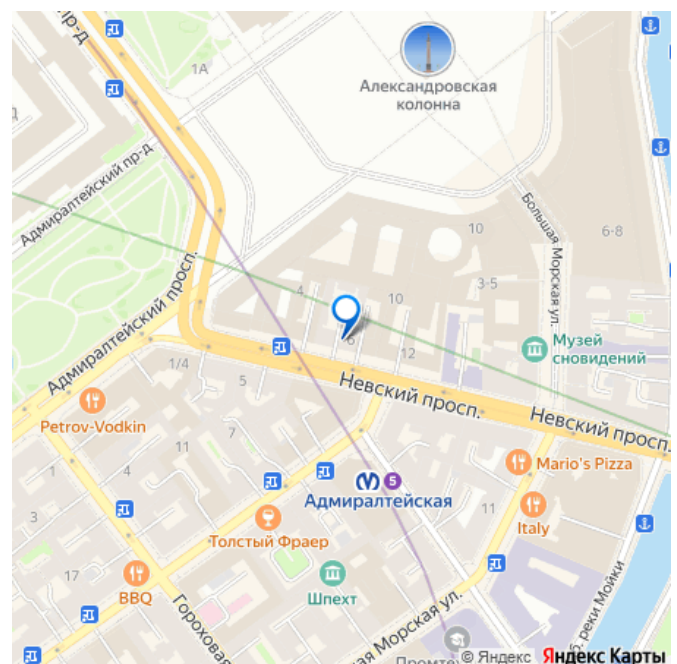 пр-д
1А
Александровская
колонна
Адмиралтейский пр-д
Большая Морская ул.
10
6-8
Адмиралтейский просп.
4
10
3-5
6
12
Музей
сновидений
1/4
5
Невский просп.
Невский просп.
Petrov-Vodkin
7
11
1
3
5
Адмиралтейская
Mario's Pizza
11
Italy
Толстый Фраер
17
BBQ
Шпехт
Гороховая
Большая Морская ул.
б. реки Мойки
© Яндекс Яндекс Карты